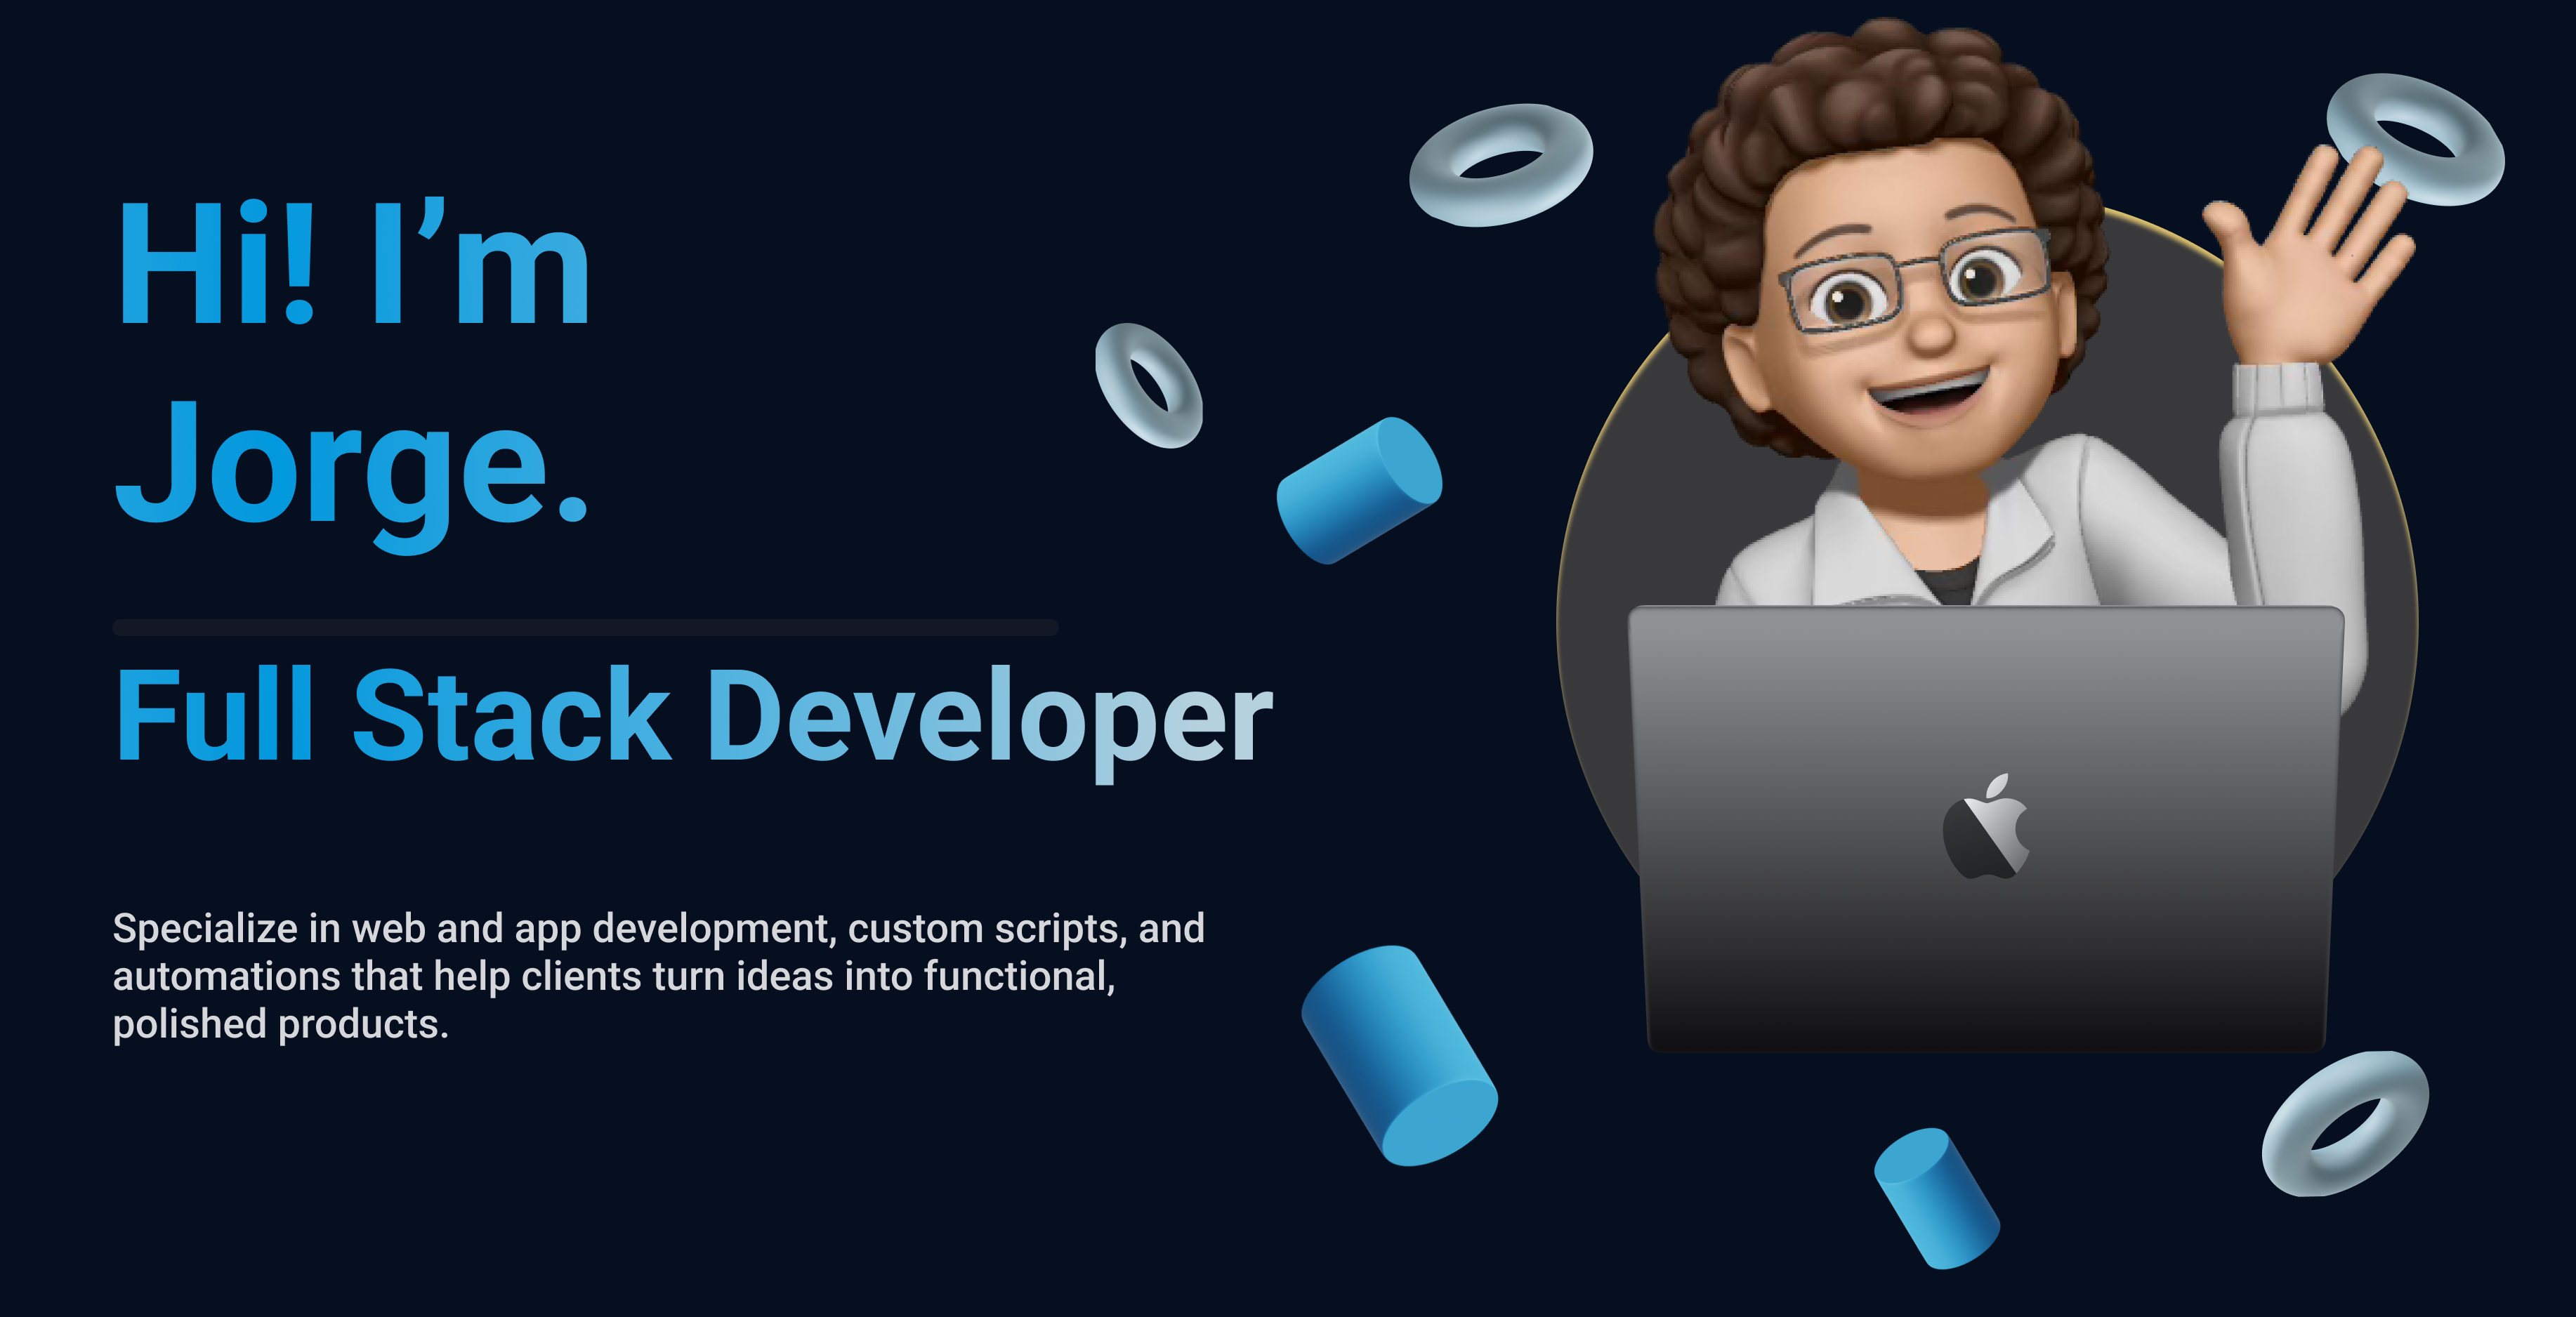 Hi! I’m
Jorge.
Full Stack Developer
Specialize in web and app development, custom scripts, and
automations that help clients turn ideas into functional,
polished products.